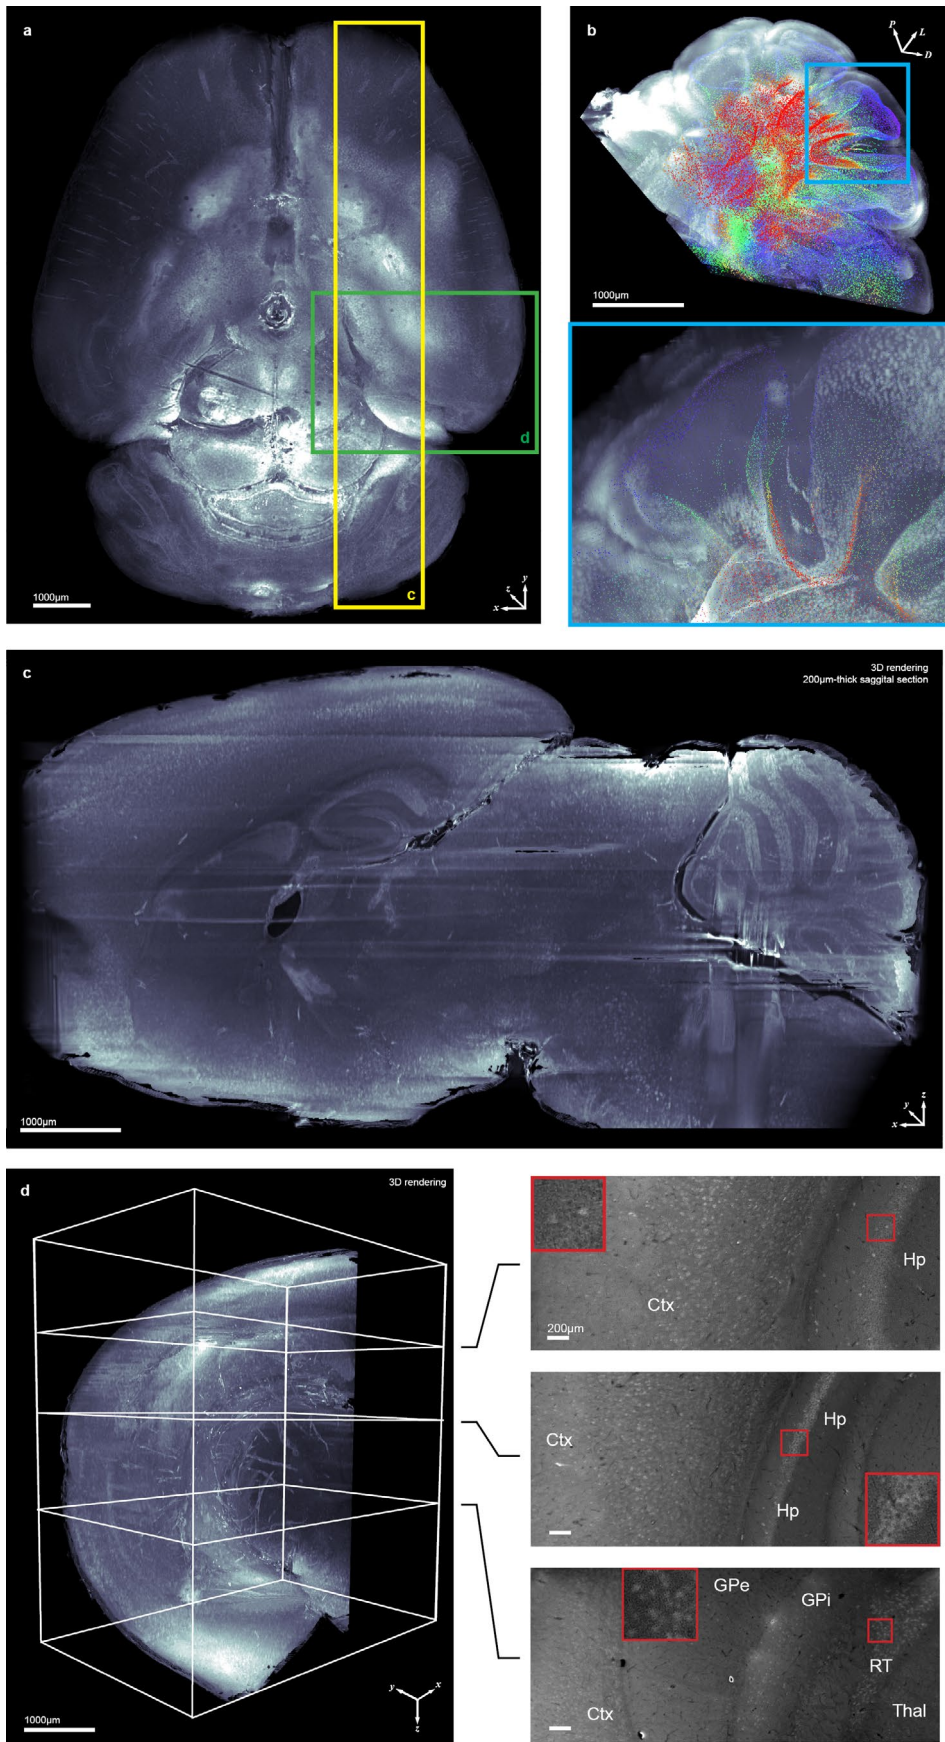 a
d
c
1000µm
y
z
x
b
P
L
D
1000µm
c
3D rendering
200µm-thick saggital section
1000µm
z
y
x
d
3D rendering
1000µm
y
x
z
Hp
Ctx
200µm
Hp
Ctx
Hp
GPe
GPi
RT
Ctx
Thal